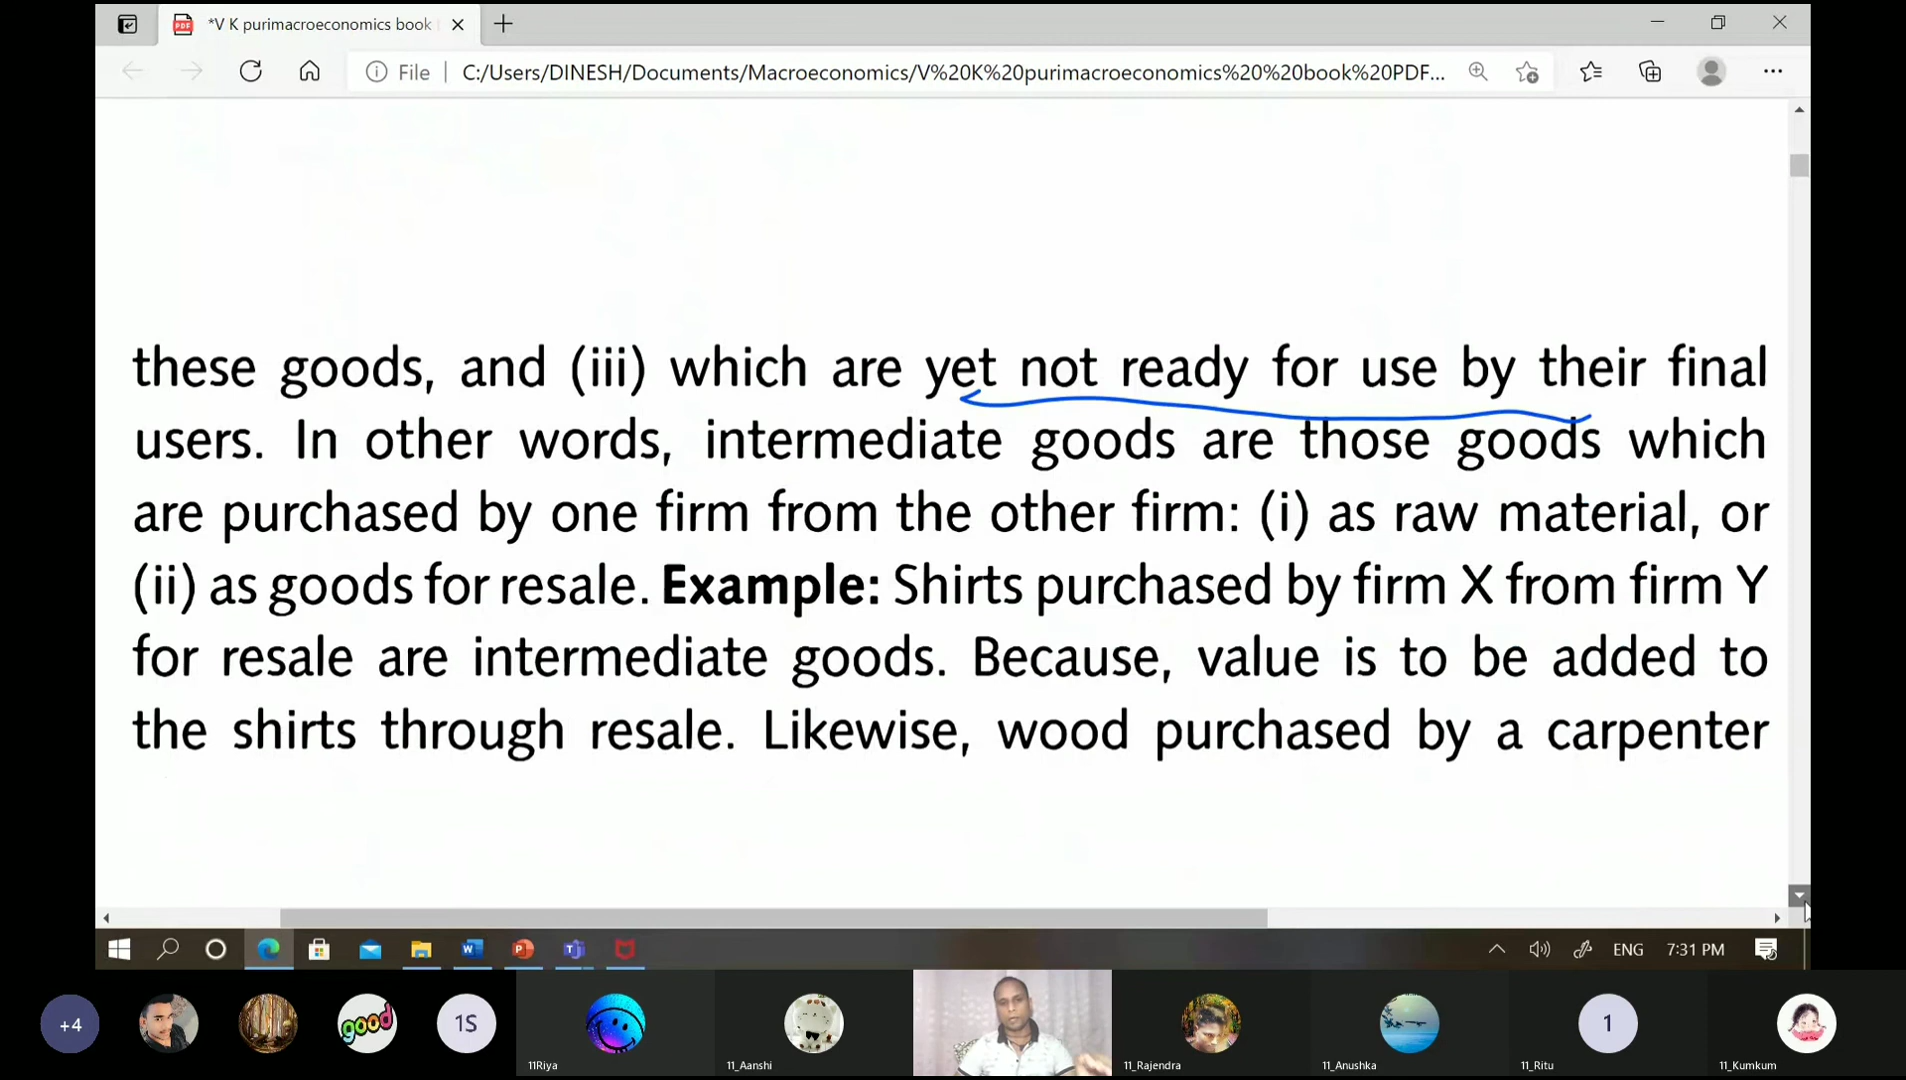 *V K purimacroeconomics book
File
C:/Users/DINESH/Documents/Macroeconomics/V%20K%20purimacroeconomics%20%20book%20PDF...
these goods, and (iii) which are yet not ready for use by their final
users. In other words, intermediate goods are those goods which
are purchased by one firm from the other firm: (i) as raw material, or
(ii) as goods for resale. Example: Shirts purchased by firm X from firm Y
for resale are intermediate goods. Because, value is to be added to
the shirts through resale. Likewise, wood purchased by a carpenter
ENG
7:31 PM
+4
good
1S
11Riya
11_Aanshi
11_Rajendra
11_Anushka
1
11_Ritu
11_Kumkum